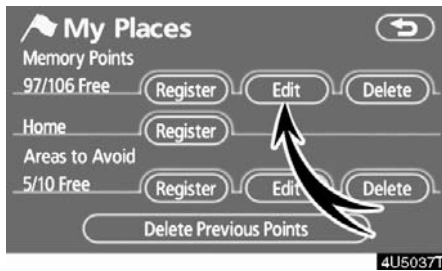 My Places
Memory Points
97/106 Free Register Edit Delete
Home Register
Areas to Avoid
5/10 Free Register Edit Delete
Delete Previous Points
4U5037T